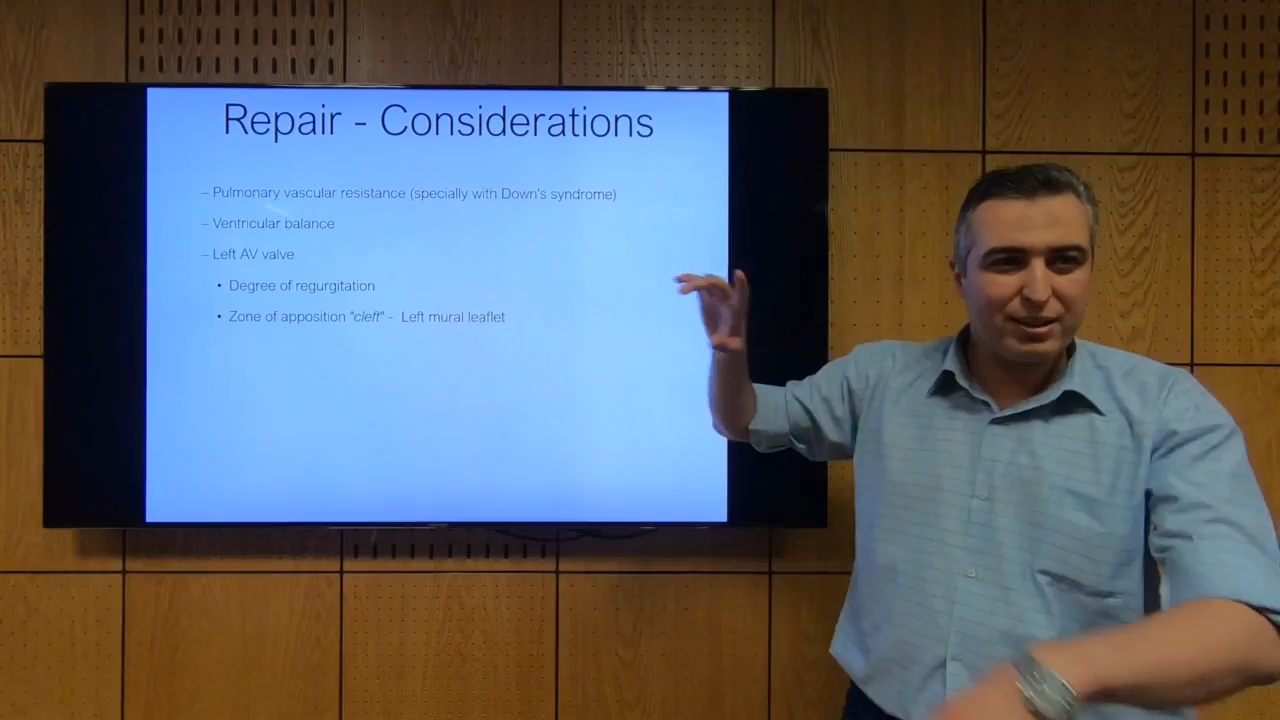 Repair - Considerations
– Pulmonary vascular resistance (specially with Down's syndrome)
– Ventricular balance
– Left AV valve
• Degree of regurgitation
• Zone of apposition "cleft" - Left mural leaflet